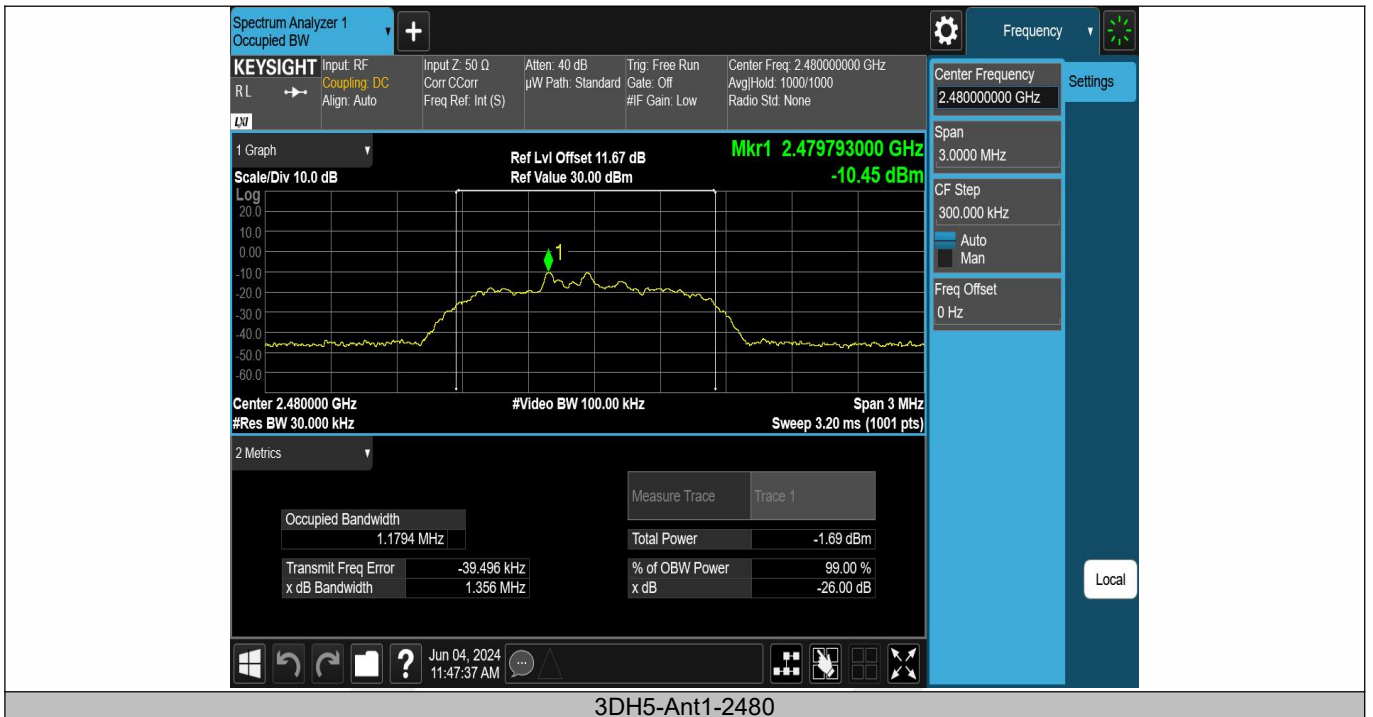 Spectrum Analyzer 1
Occupied BW
Frequency
KEYSIGHT
R L
LXI
Input: RF
Coupling: DC
Align: Auto
Input Z: 50 Ω
Corr CCorr
Freq Ref: Int (S)
Atten: 40 dB
µW Path: Standard
Trig: Free Run
Gate: Off
#IF Gain: Low
Center Freq: 2.480000000 GHz
Avg|Hold: 1000/1000
Radio Std: None
Center Frequency
2.480000000 GHz
Settings
Span
3.0000 MHz
CF Step
300.000 kHz
Auto
Man
Freq Offset
0 Hz
Local
1 Graph
Scale/Div 10.0 dB
Ref Lvl Offset 11.67 dB
Ref Value 30.00 dBm
Mkr1 2.479793000 GHz
-10.45 dBm
Log
20.0
10.0
0.00
-10.0
-20.0
-30.0
-40.0
-50.0
-60.0
1
Center 2.480000 GHz
#Video BW 100.00 kHz
Span 3 MHz
#Res BW 30.000 kHz
Sweep 3.20 ms (1001 pts)
2 Metrics
Measure Trace Trace 1
Occupied Bandwidth
1.1794 MHz
Total Power -1.69 dBm
Transmit Freq Error -39.496 kHz
% of OBW Power 99.00 %
x dB Bandwidth 1.356 MHz
x dB -26.00 dB
?
Jun 04, 2024
11:47:37 AM
3DH5-Ant1-2480